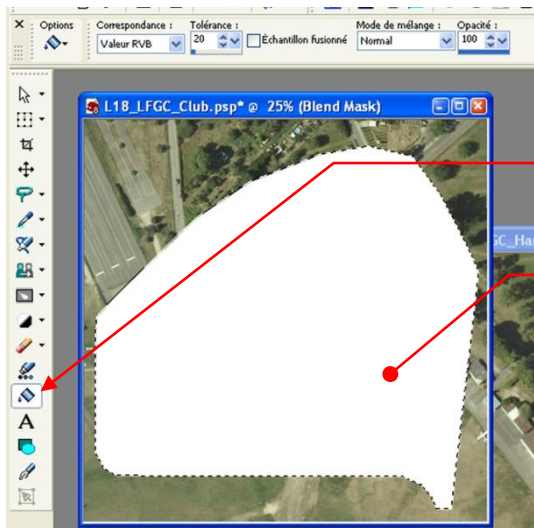 Options
Correspondance :
Tolérance :
Mode de mélange :
Opacité :
Valeur RVB
20
Échantillon fusionné
Normal
100
L18_LFGC_Club.psp* @ 25% (Blend Mask)
GC_Har
A